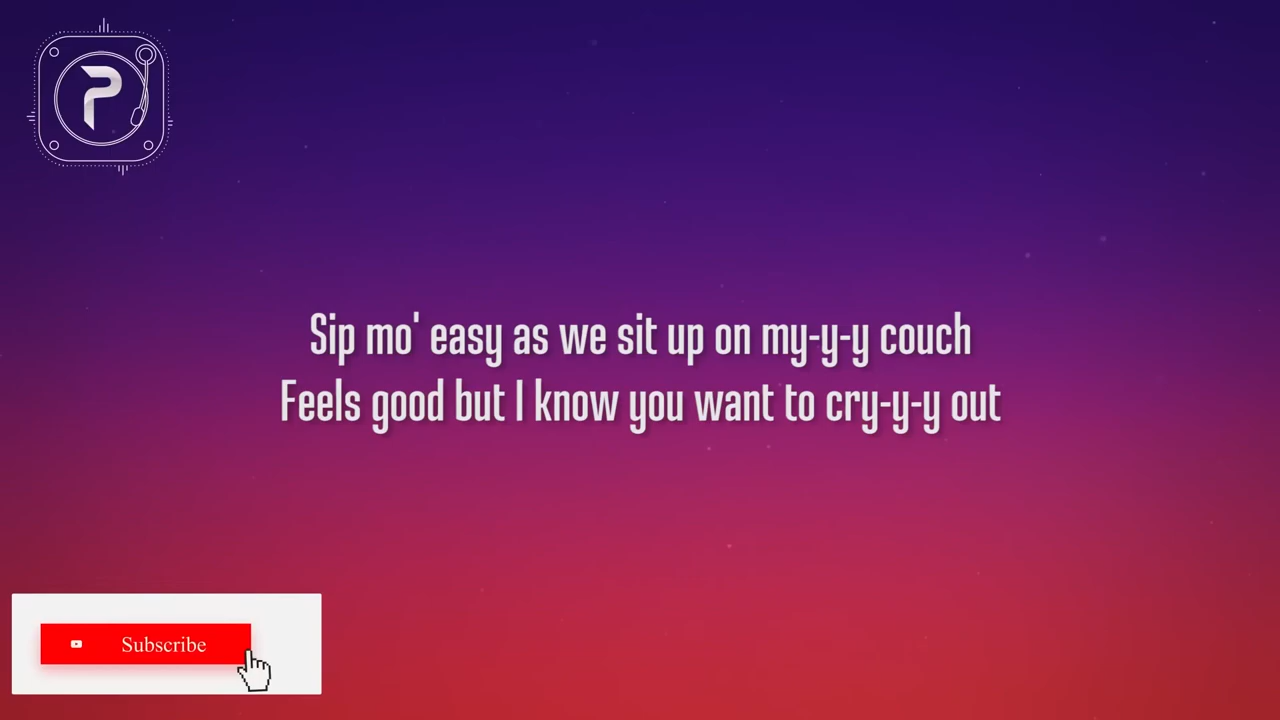 P
Sip mo' easy as we sit up on my-y-y couch
Feels good but I know you want to cry-y-y out
Subscribe